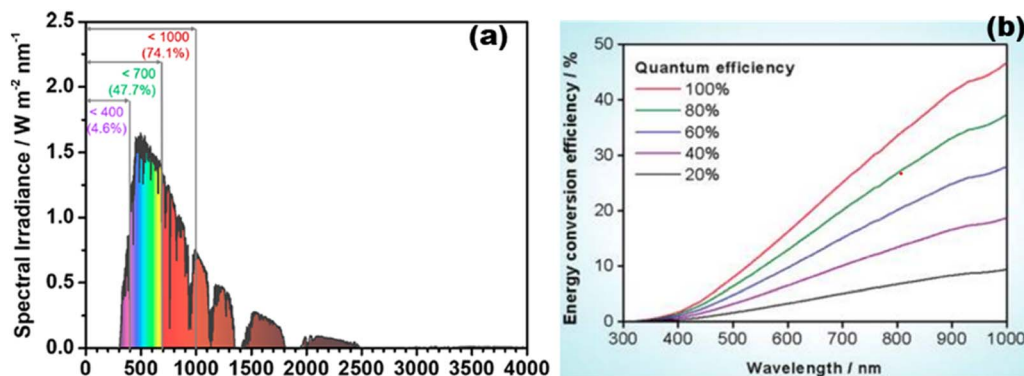 (a)
2.5
2.0
1.5
1.0
0.5
0.0
Spectral Irradiance / W m⁻² nm⁻¹
< 1000
(74.1%)
< 700
(47.7%)
< 400
(4.6%)
0 500 1000 1500 2000 2500 3000 3500 4000
(b)
50
40
30
20
10
0
Energy conversion efficiency / %
Quantum efficiency
100%
80%
60%
40%
20%
300 400 500 600 700 800 900 1000
Wavelength / nm